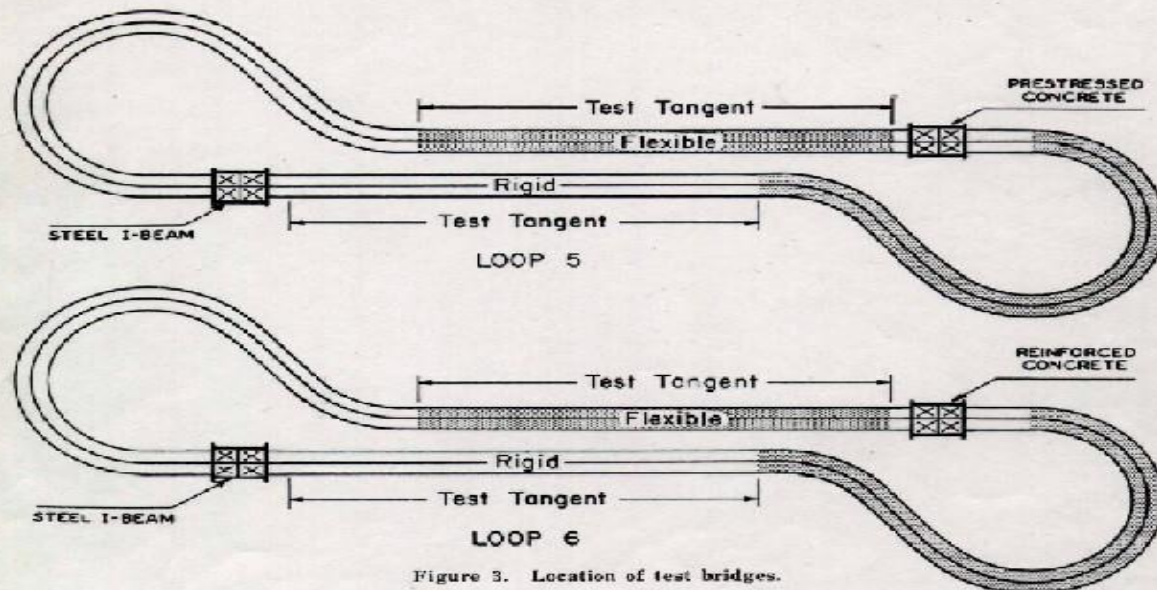 PRESTRESSED
CONCRETE
Test Tangent
Flexible
Rigid
STEEL I-BEAM
Test Tangent
LOOP 5
REINFORCED
CONCRETE
Test Tangent
Flexible
Rigid
STEEL I-BEAM
Test Tangent
LOOP 6
Figure 3. Location of test bridges.